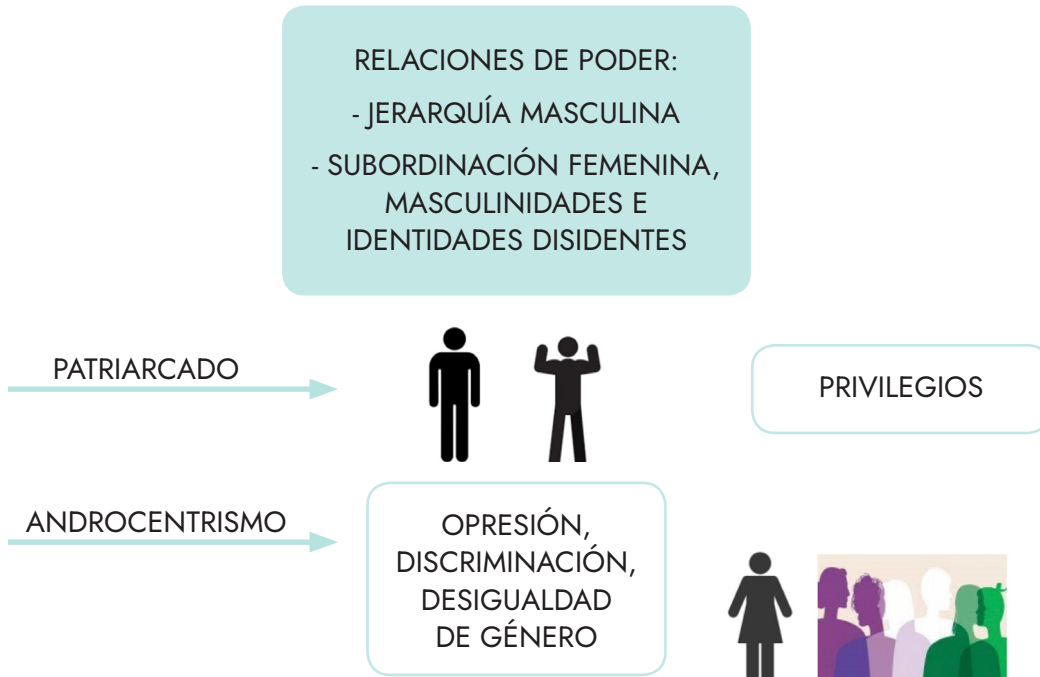 RELACIONES DE PODER:
- JERARQUÍA MASCULINA
- SUBORDINACIÓN FEMENINA,
MASCULINIDADES E
IDENTIDADES DISIDENTES
PATRIARCADO
PRIVILEGIOS
ANDROCENTRISMO
OPRESIÓN,
DISCRIMINACIÓN,
DESIGUALDAD
DE GÉNERO